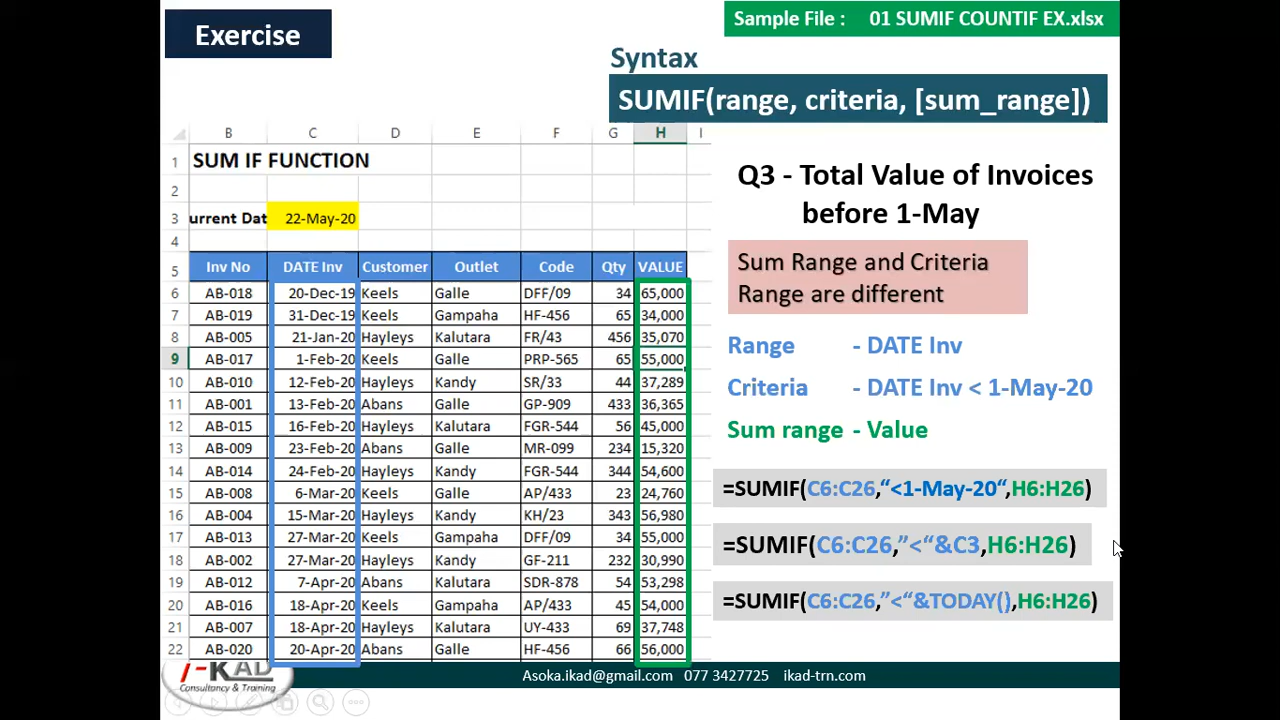 Exercise
Sample File : 01 SUMIF COUNTIF EX.xlsx
Syntax
SUMIF(range, criteria, [sum_range])
B C D E F G H I
1 SUM IF FUNCTION
2
3 urrent Dat 22-May-20
4
5 Inv No DATE Inv Customer Outlet Code Qty VALUE
6 AB-018 20-Dec-19 Keels Galle DFF/09 34 65,000
7 AB-019 31-Dec-19 Keels Gampaha HF-456 65 34,000
8 AB-005 21-Jan-20 Hayleys Kalutara FR/43 456 35,070
9 AB-017 1-Feb-20 Keels Galle PRP-565 65 55,000
10 AB-010 12-Feb-20 Hayleys Kandy SR/33 44 37,289
11 AB-001 13-Feb-20 Abans Galle GP-909 433 36,365
12 AB-015 16-Feb-20 Hayleys Kalutara FGR-544 56 45,000
13 AB-009 23-Feb-20 Abans Galle MR-099 234 15,320
14 AB-014 24-Feb-20 Hayleys Kandy FGR-544 344 54,600
15 AB-008 6-Mar-20 Keels Galle AP/433 23 24,760
16 AB-004 15-Mar-20 Hayleys Kandy KH/23 343 56,980
17 AB-013 27-Mar-20 Keels Gampaha DFF/09 34 55,000
18 AB-002 27-Mar-20 Hayleys Kandy GF-211 232 30,990
19 AB-012 7-Apr-20 Abans Kalutara SDR-878 54 53,298
20 AB-016 18-Apr-20 Keels Gampaha AP/433 45 54,000
21 AB-007 18-Apr-20 Hayleys Kalutara UY-433 69 37,748
22 AB-020 20-Apr-20 Abans Galle HF-456 66 56,000
Q3 - Total Value of Invoices
before 1-May
Sum Range and Criteria
Range are different
Range - DATE Inv
Criteria - DATE Inv < 1-May-20
Sum range - Value
=SUMIF(C6:C26,“<1-May-20“,H6:H26)
=SUMIF(C6:C26,”<“&C3,H6:H26)
=SUMIF(C6:C26,”<“&TODAY(),H6:H26)
I-KAD
Consultancy & Training
Asoka.ikad@gmail.com 077 3427725 ikad-trn.com